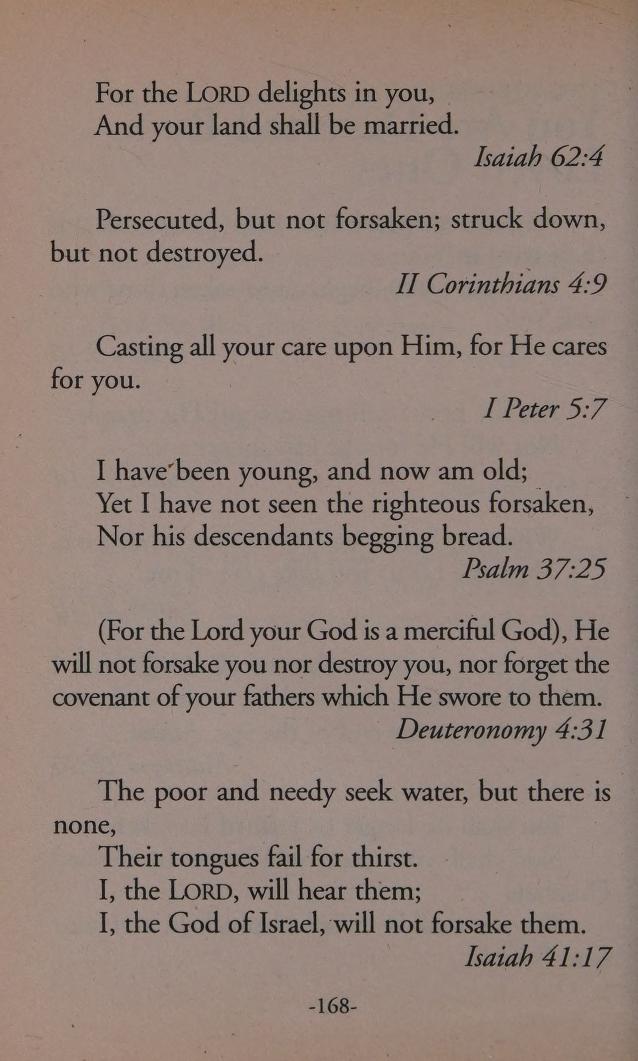 For the LORD delights in you,
And your land shall be married.
Isaiah 62:4
Persecuted, but not forsaken; struck down,
but not destroyed.
II Corinthians 4:9
Casting all your care upon Him, for He cares
for you.
I Peter 5:7
I have been young, and now am old;
Yet I have not seen the righteous forsaken,
Nor his descendants begging bread.
Psalm 37:25
(For the Lord your God is a merciful God), He
will not forsake you nor destroy you, nor forget the
covenant of your fathers which He swore to them.
Deuteronomy 4:31
The poor and needy seek water, but there is
none,
Their tongues fail for thirst.
I, the LORD, will hear them;
I, the God of Israel, will not forsake them.
Isaiah 41:17
-168-